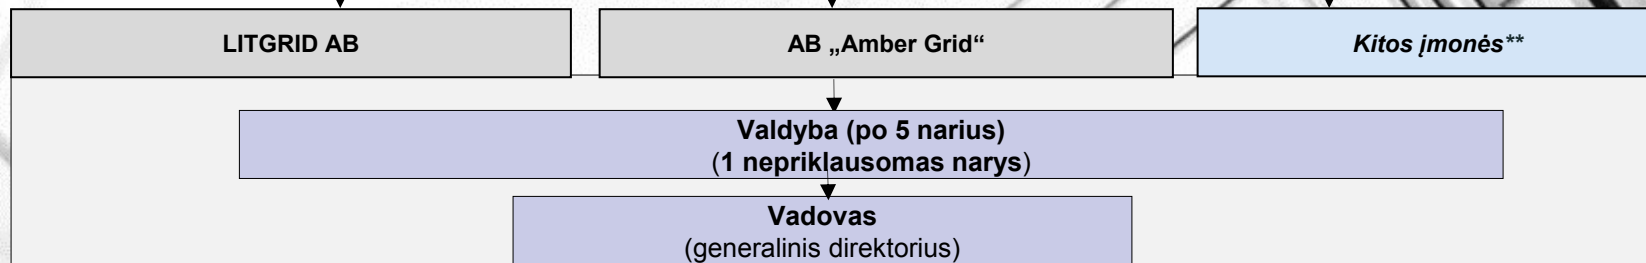 LITGRID AB
AB „Amber Grid“
Kitos įmonės**
Valdyba (po 5 narius)
(1 nepriklausomas narys)
Vadovas
(generalinis direktorius)